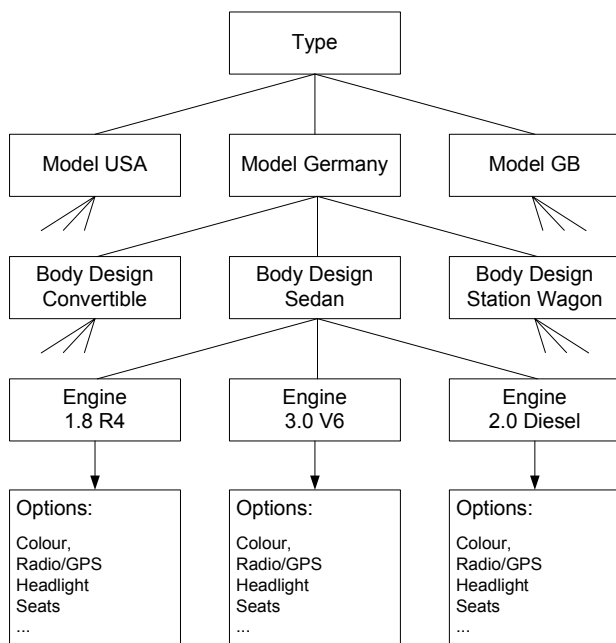 Type
Model USA
Model Germany
Model GB
Body Design
Convertible
Body Design
Sedan
Body Design
Station Wagon
Engine
1.8 R4
Engine
3.0 V6
Engine
2.0 Diesel
Options:
Colour,
Radio/GPS
Headlight
Seats
...
Options:
Colour,
Radio/GPS
Headlight
Seats
...
Options:
Colour,
Radio/GPS
Headlight
Seats
...